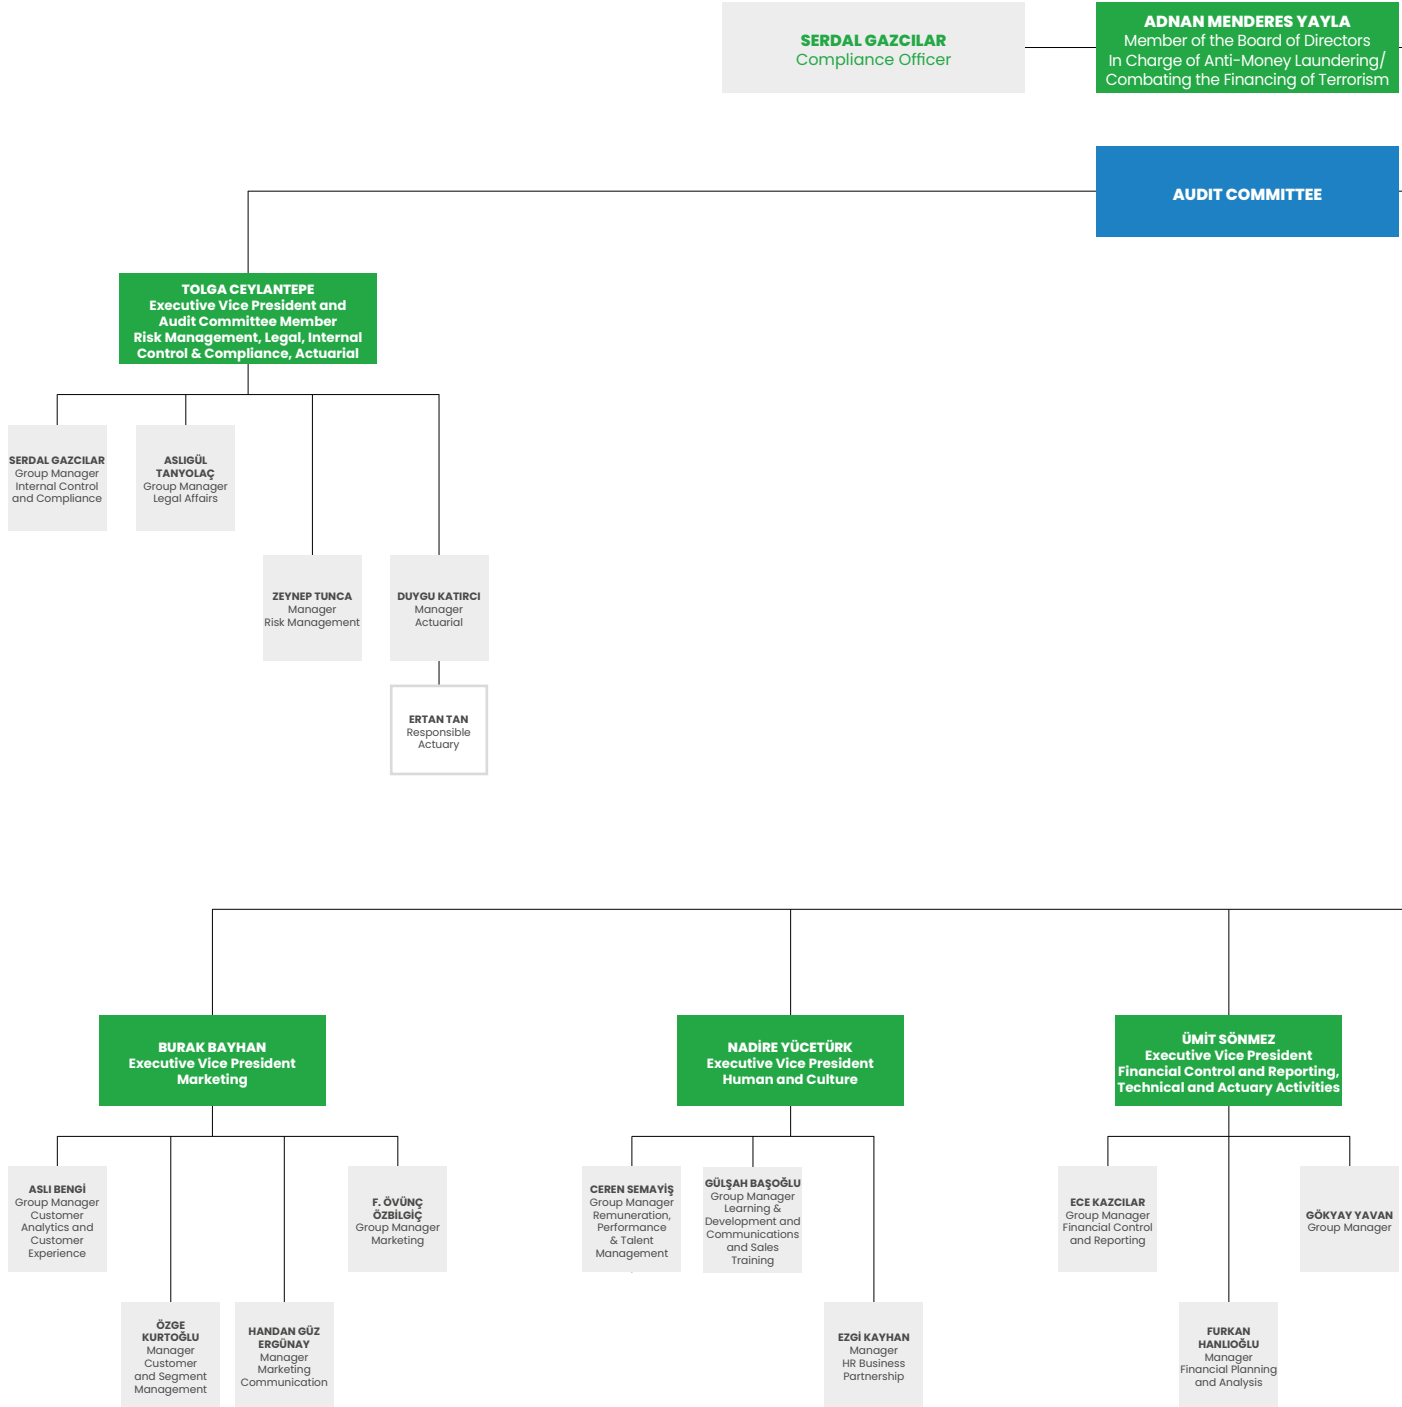 SERDAL GAZCILAR
Compliance Officer
ADNAN MENDERES YAYLA
Member of the Board of Directors
In Charge of Anti-Money Laundering/
Combating the Financing of Terrorism
AUDIT COMMITTEE
TOLGA CEYLANTEPE
Executive Vice President and
Audit Committee Member
Risk Management, Legal, Internal
Control & Compliance, Actuarial
SERDAL GAZCILAR
Group Manager
Internal Control
and Compliance
ASLIGÜL
TANYOLAÇ
Group Manager
Legal Affairs
ZEYNEP TUNCA
Manager
Risk Management
DUYGU KATIRCI
Manager
Actuarial
ERTAN TAN
Responsible
Actuary
BURAK BAYHAN
Executive Vice President
Marketing
NADİRE YÜCETÜRK
Executive Vice President
Human and Culture
ÜMİT SÖNMEZ
Executive Vice President
Financial Control and Reporting,
Technical and Actuary Activities
ASLI BENGİ
Group Manager
Customer
Analytics and
Customer
Experience
F. ÖVÜNÇ
ÖZBİLGİÇ
Group Manager
Marketing
CEREN SEMAYİŞ
Group Manager
Remuneration,
Performance
& Talent
Management
GÜLŞAH BAŞOĞLU
Group Manager
Learning &
Development and
Communications
and Sales
Training
ECE KAZCILAR
Group Manager
Financial Control
and Reporting
GÖKYAY YAVAN
Group Manager
ÖZGE
KURTOĞLU
Manager
Customer
and Segment
Management
HANDAN GÜZ
ERGÜNAY
Manager
Marketing
Communication
EZGİ KAYHAN
Manager
HR Business
Partnership
FURKAN
HANLIOĞLU
Manager
Financial Planning
and Analysis